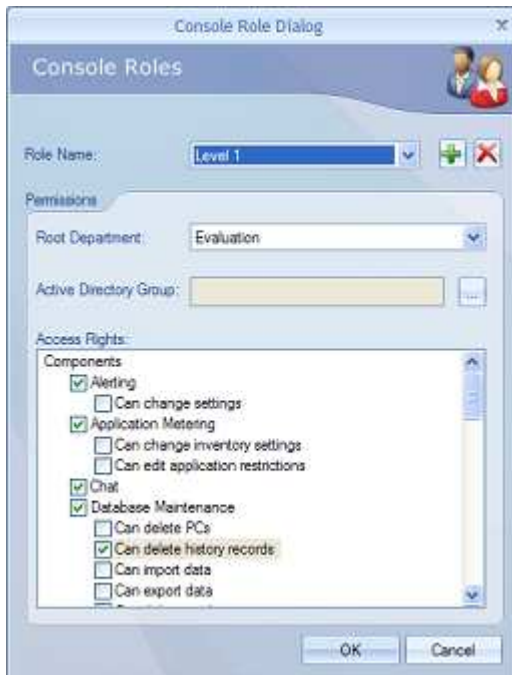 Console Role Dialog
Console Roles
Role Name: Level 1
Permissions
Root Department: Evaluation
Active Directory Group: ...
Access Rights:
Components
Alerting
Can change settings
Application Metering
Can change inventory settings
Can edit application restrictions
Chat
Database Maintenance
Can delete PCs
Can delete history records
Can import data
Can export data
OK Cancel